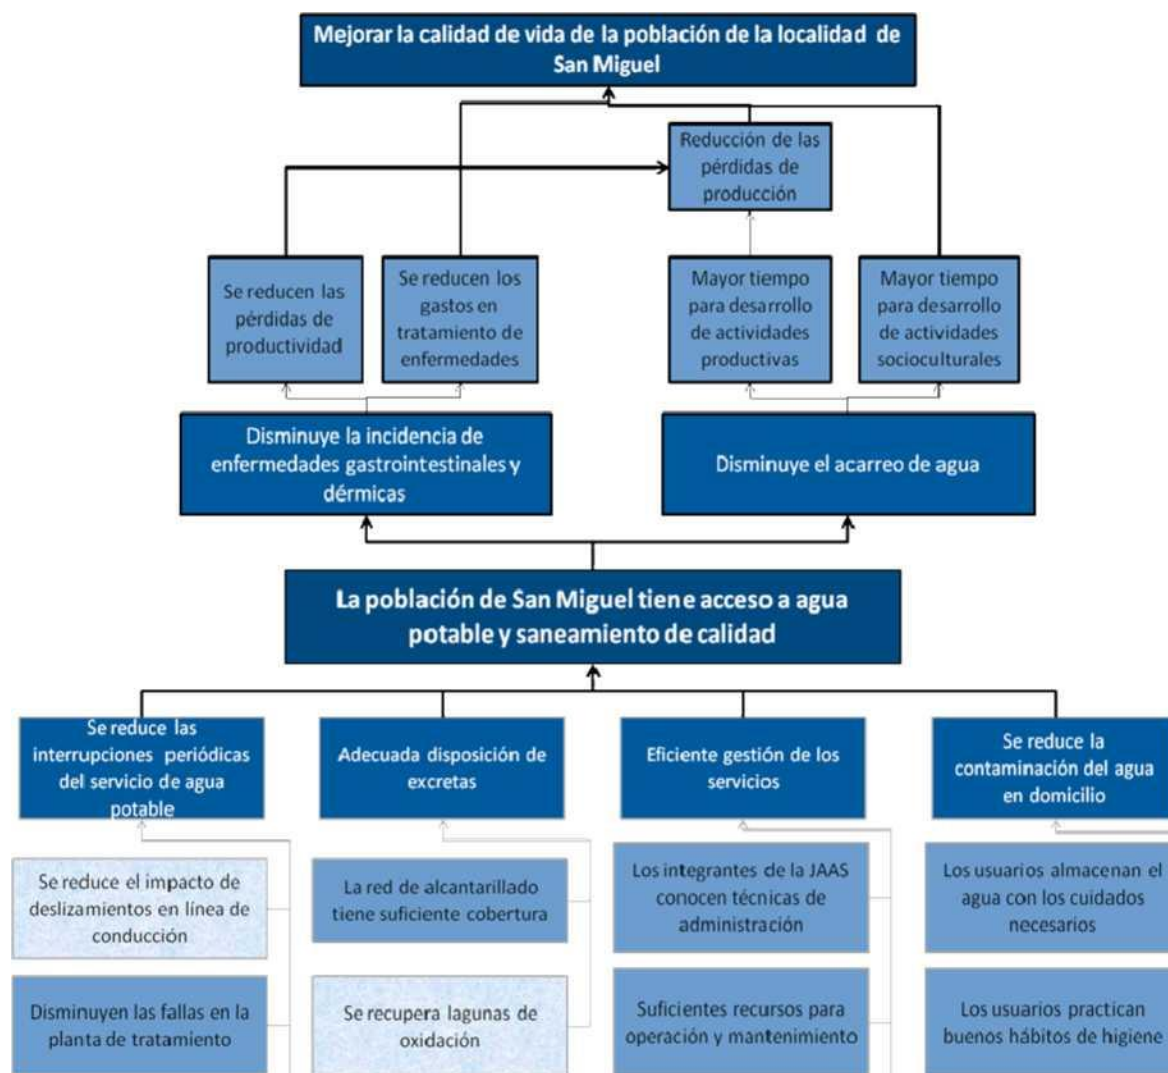 Mejorar la calidad de vida de la población de la localidad de
San Miguel
Reducción de las
pérdidas de
producción
Se reducen las
pérdidas de
productividad
Se reducen los
gastos en
tratamiento de
enfermedades
Mayor tiempo
para desarrollo
de actividades
productivas
Mayor tiempo
para desarrollo
de actividades
socioculturales
Disminuye la incidencia de
enfermedades gastrointestinales y
dérmicas
Disminuye el acarreo de agua
La población de San Miguel tiene acceso a agua
potable y saneamiento de calidad
Se reduce las
interrupciones periódicas
del servicio de agua
potable
Adecuada disposición de
excretas
Eficiente gestión de los
servicios
Se reduce la
contaminación del agua
en domicilio
Se reduce el impacto de
deslizamientos en línea de
conducción
La red de alcantarillado
tiene suficiente cobertura
Los integrantes de la JAAS
conocen técnicas de
administración
Los usuarios almacenan el
agua con los cuidados
necesarios
Disminuyen las fallas en la
planta de tratamiento
Se recupera lagunas de
oxidación
Suficientes recursos para
operación y mantenimiento
Los usuarios practican
buenos hábitos de higiene